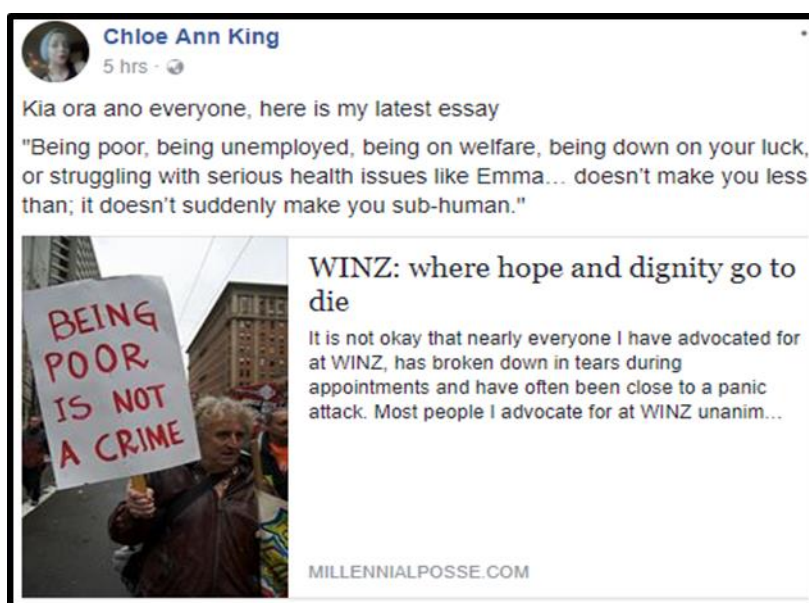 Chloe Ann King
5 hrs ·
Kia ora ano everyone, here is my latest essay
"Being poor, being unemployed, being on welfare, being down on your luck,
or struggling with serious health issues like Emma… doesn't make you less
than; it doesn't suddenly make you sub-human."
BEING
POOR
IS NOT
A CRIME
WINZ: where hope and dignity go to
die
It is not okay that nearly everyone I have advocated for
at WINZ, has broken down in tears during
appointments and have often been close to a panic
attack. Most people I advocate for at WINZ unanim…
MILLENNIALPOSSE.COM